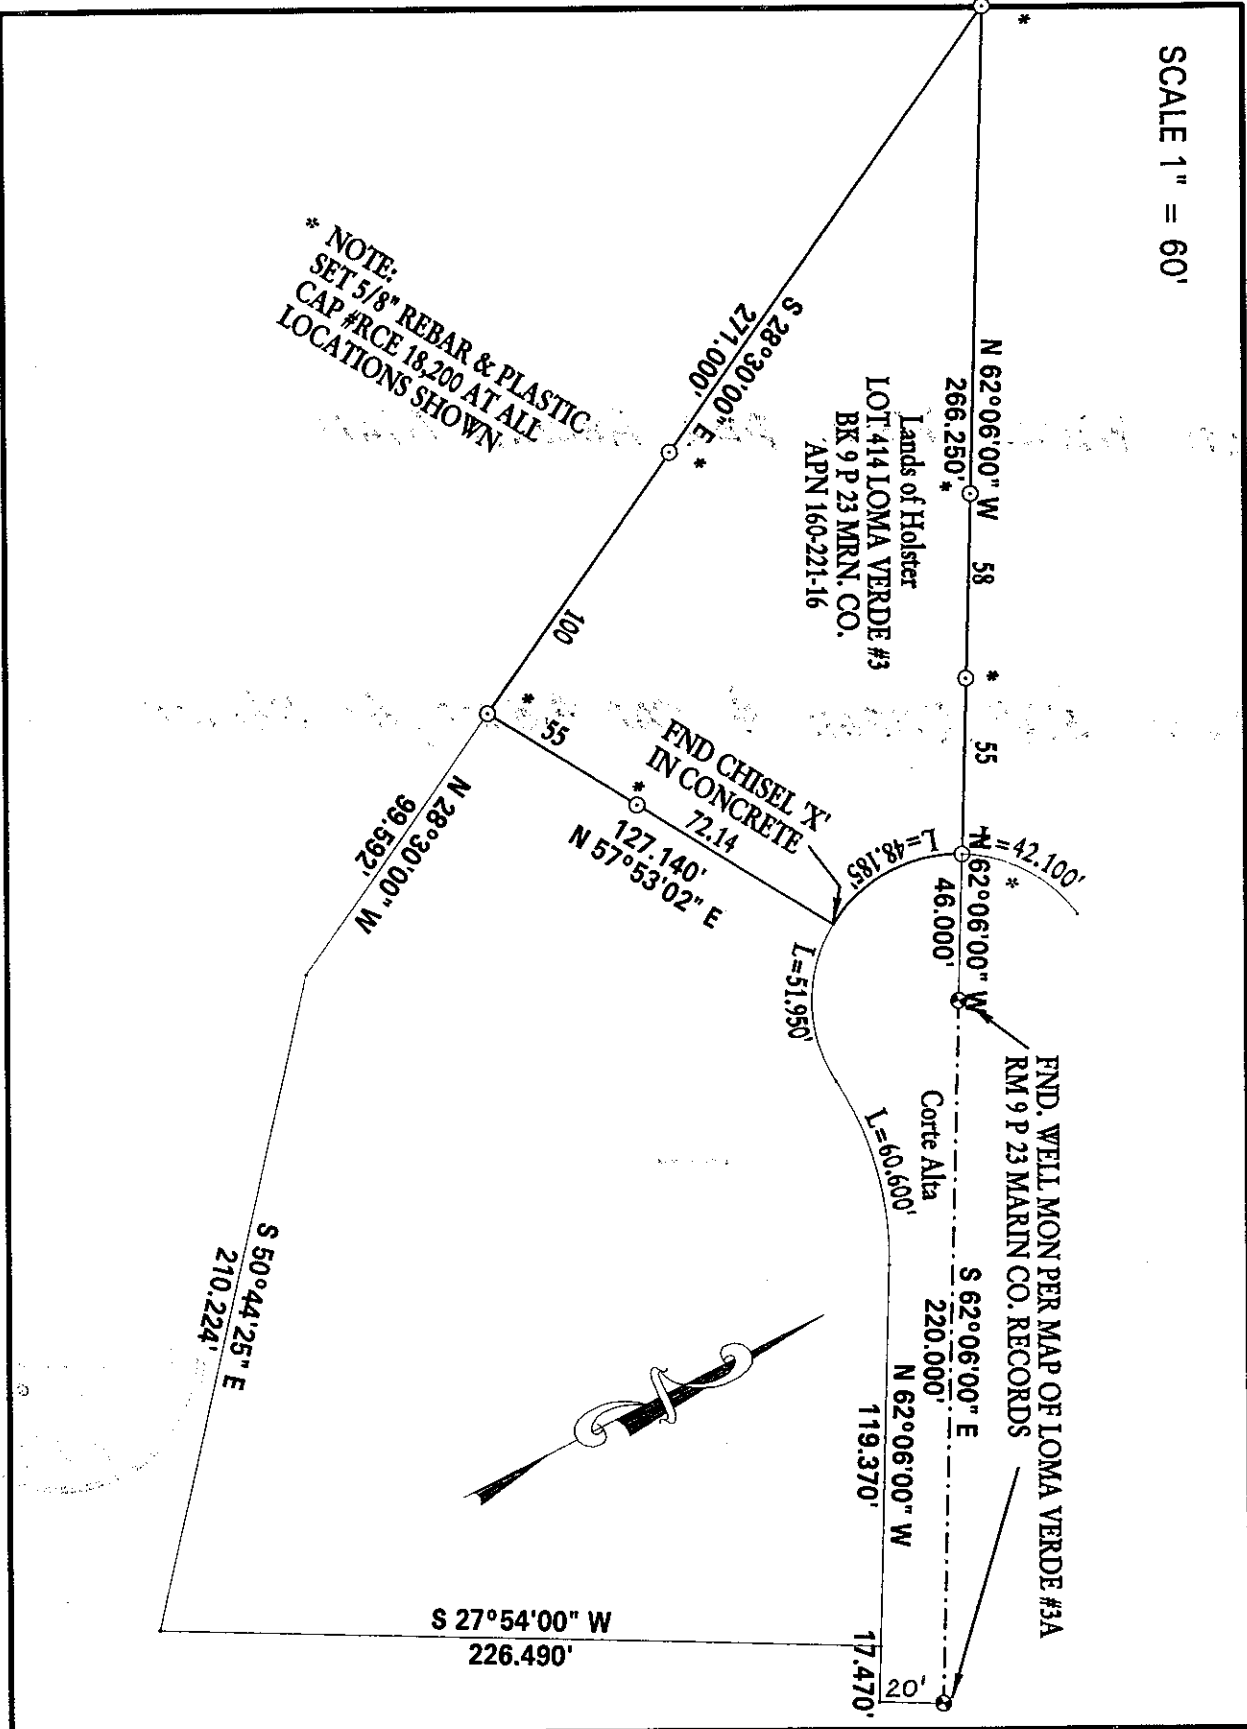 SCALE 1" = 60'
*
N 62°06'00" W
266.250'
*
58
*
55
N 62°06'00" W
46.000'
L=42.100'
*
FND. WELL MON PER MAP OF LOMA VERDE #3A
RM 9 P 23 MARIN CO. RECORDS
Lands of Holster
LOT 414 LOMA VERDE #3
BK 9 P 23 MRN. CO.
APN 160-221-16
S 28°30'00" E
271.000'
*
100
* NOTE:
SET 5/8" REBAR & PLASTIC
CAP #RCE 18,200 AT ALL
LOCATIONS SHOWN
*
55
*
72.14
127.140'
N 57°53'02" E
FND CHISEL 'X'
IN CONCRETE
L=48.185'
L=51.950'
L=60.600'
Corte Alta
S 62°06'00" E
220.000'
N 62°06'00" W
119.370'
17.470'
20'
N 28°30'00" W
99.592'
S 50°44'25" E
210.224'
N
S 27°54'00" W
226.490'